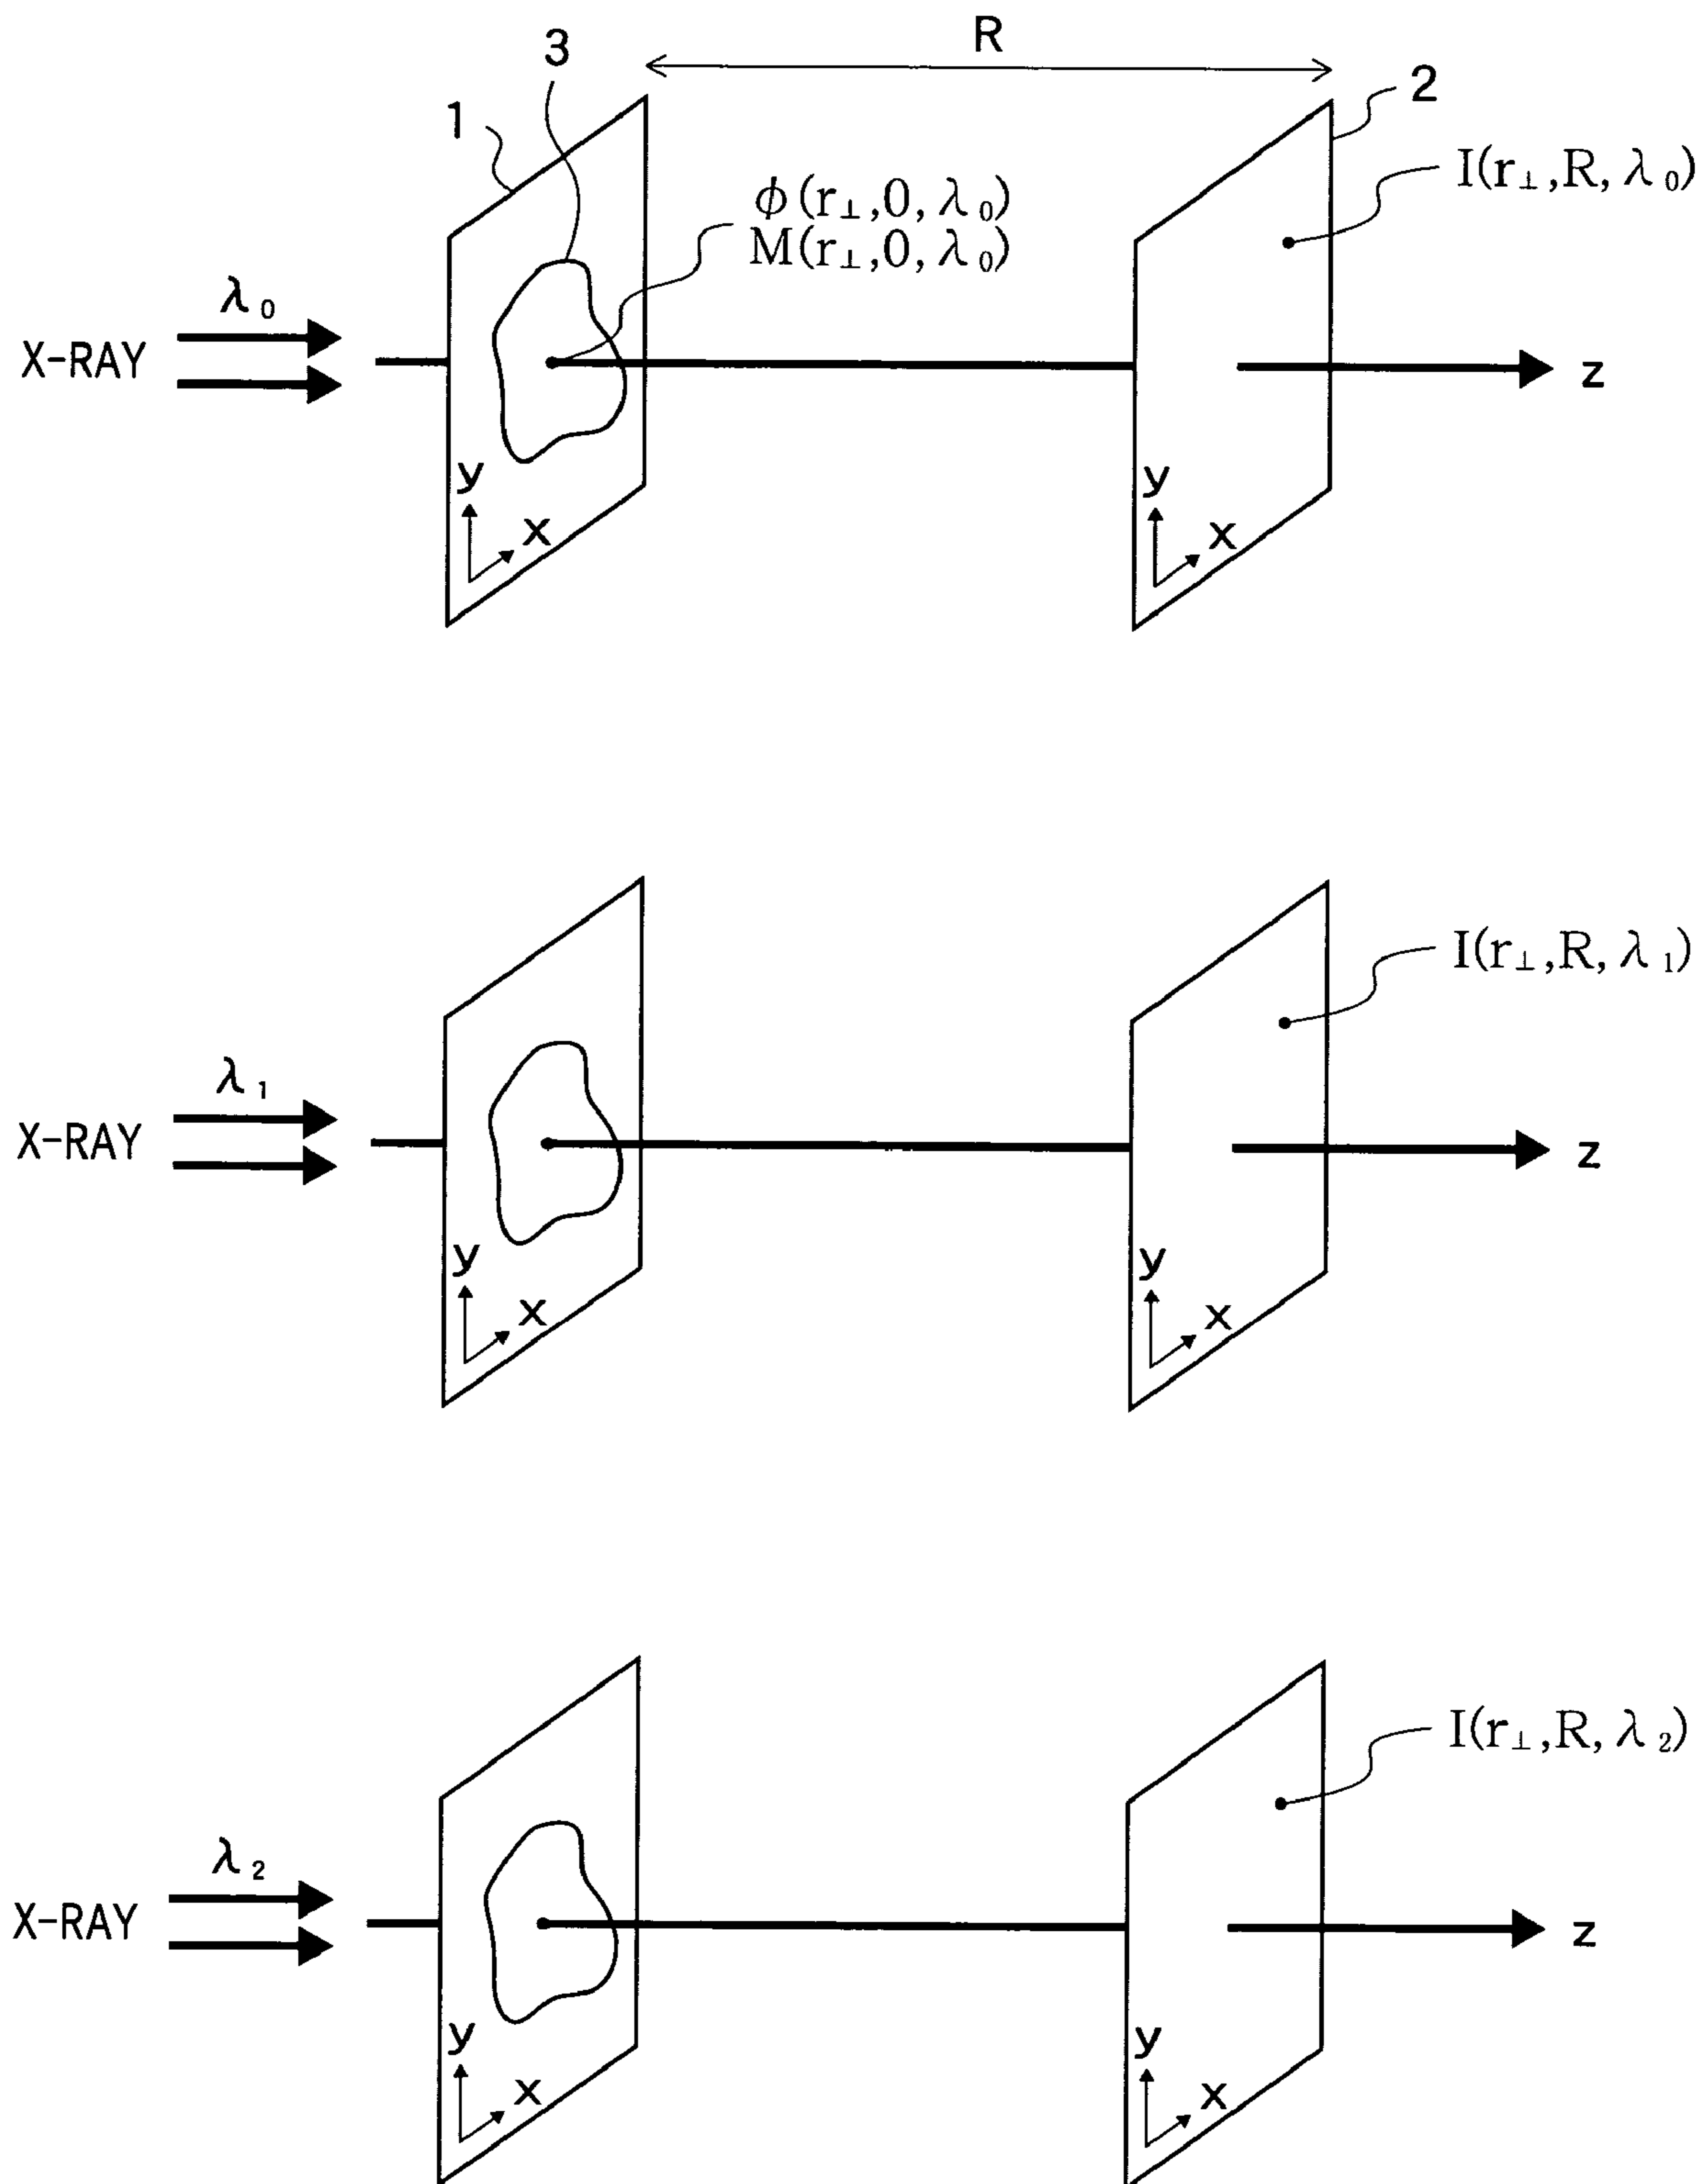 R
3
1
2
I(r⊥,R,λ0)
ϕ(r⊥,0,λ0)
M(r⊥,0,λ0)
λ0
X-RAY
z
y
x
y
x
I(r⊥,R,λ1)
λ1
X-RAY
z
y
x
y
x
I(r⊥,R,λ2)
λ2
X-RAY
z
y
x
y
x